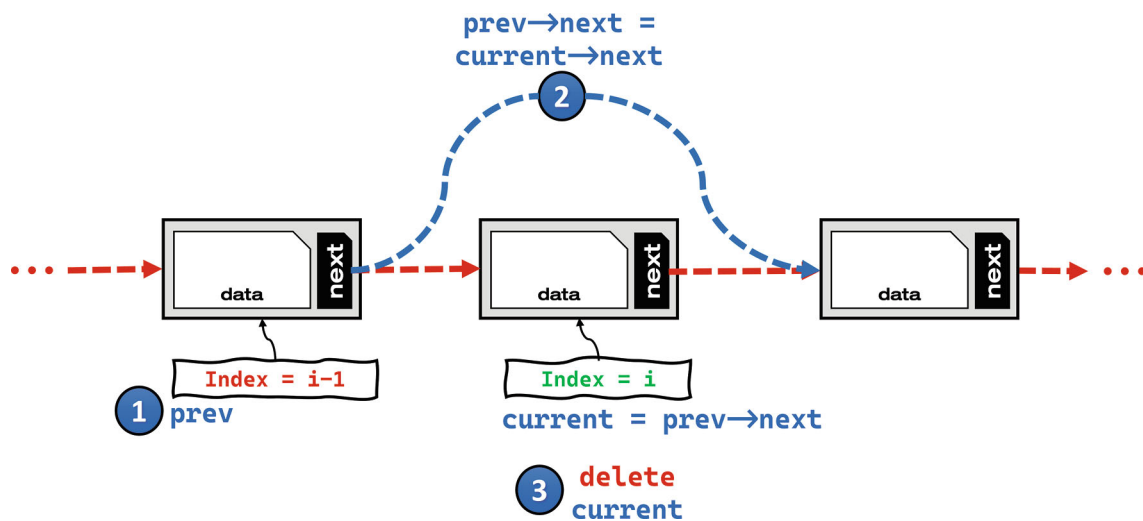 prev→next =
current→next
2
data
next
data
next
data
next
Index = i-1
Index = i
1 prev
current = prev→next
3 delete
current